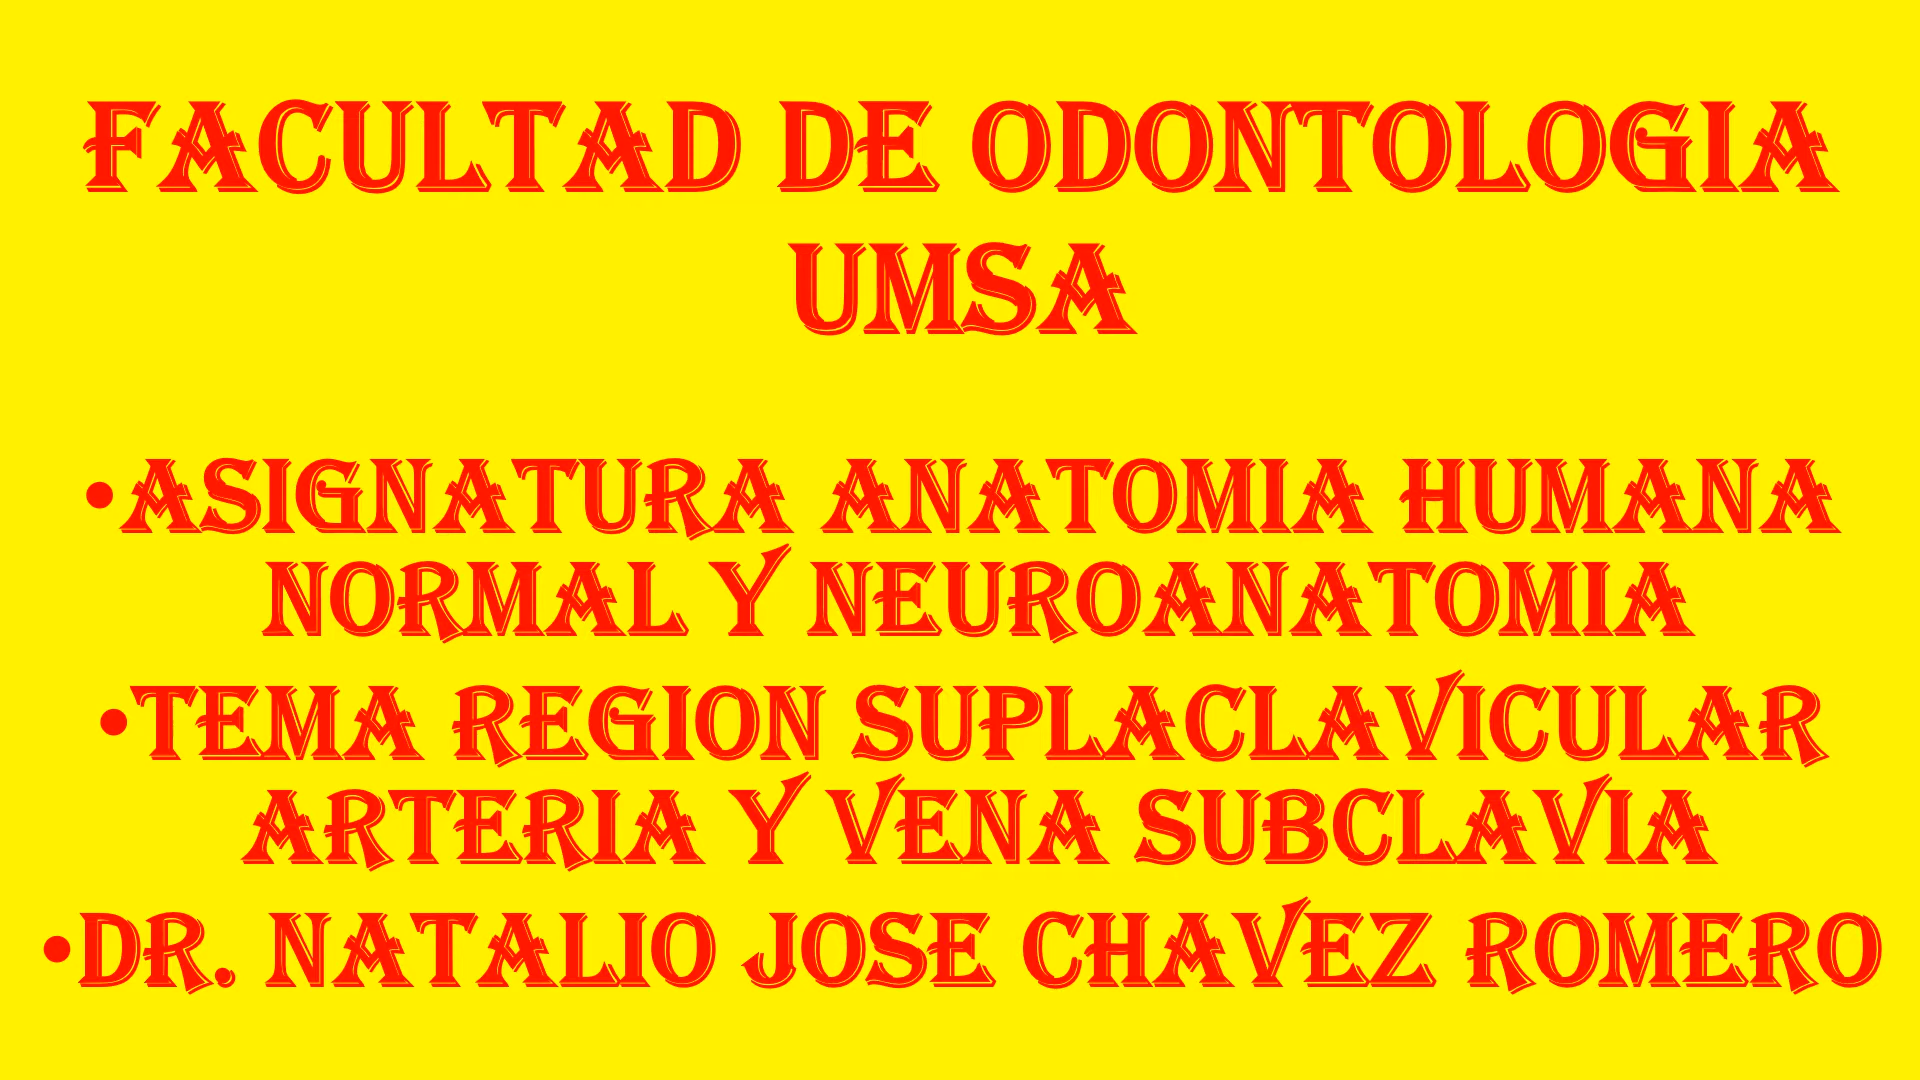 FACULTAD DE ODONTOLOGIA
UMSA
•ASIGNATURA ANATOMIA HUMANA
NORMAL Y NEUROANATOMIA
•TEMA REGION SUPLACLAVICULAR
ARTERIA Y VENA SUBCLAVIA
•DR. NATALIO JOSE CHAVEZ ROMERO